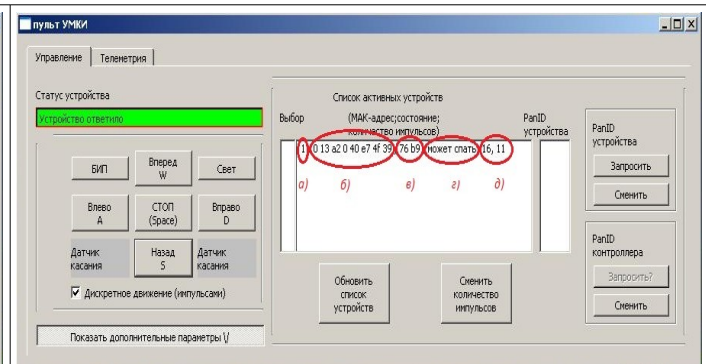 пульт УМКИ
Управление
Телеметрия
Статус устройства
Устройство ответило
БИП
Вперед
W
Свет
Влево
A
СТОП
(Space)
Вправо
D
Датчик
касания
Назад
S
Датчик
касания
Дискретное движение (импульсами)
Показать дополнительные параметры \/
Список активных устройств
Выбор
(МАК-адрес;состояние;
количество импульсов)
PanID
устройства
1 0 13 a2 0 40 e7 4f 39 76 b9 может спать 16, 11
а) б) в) г) д)
Обновить
список
устройств
Сменить
количество
импульсов
PanID
устройства
Запросить
Сменить
PanID
контроллера
Запросить?
Сменить